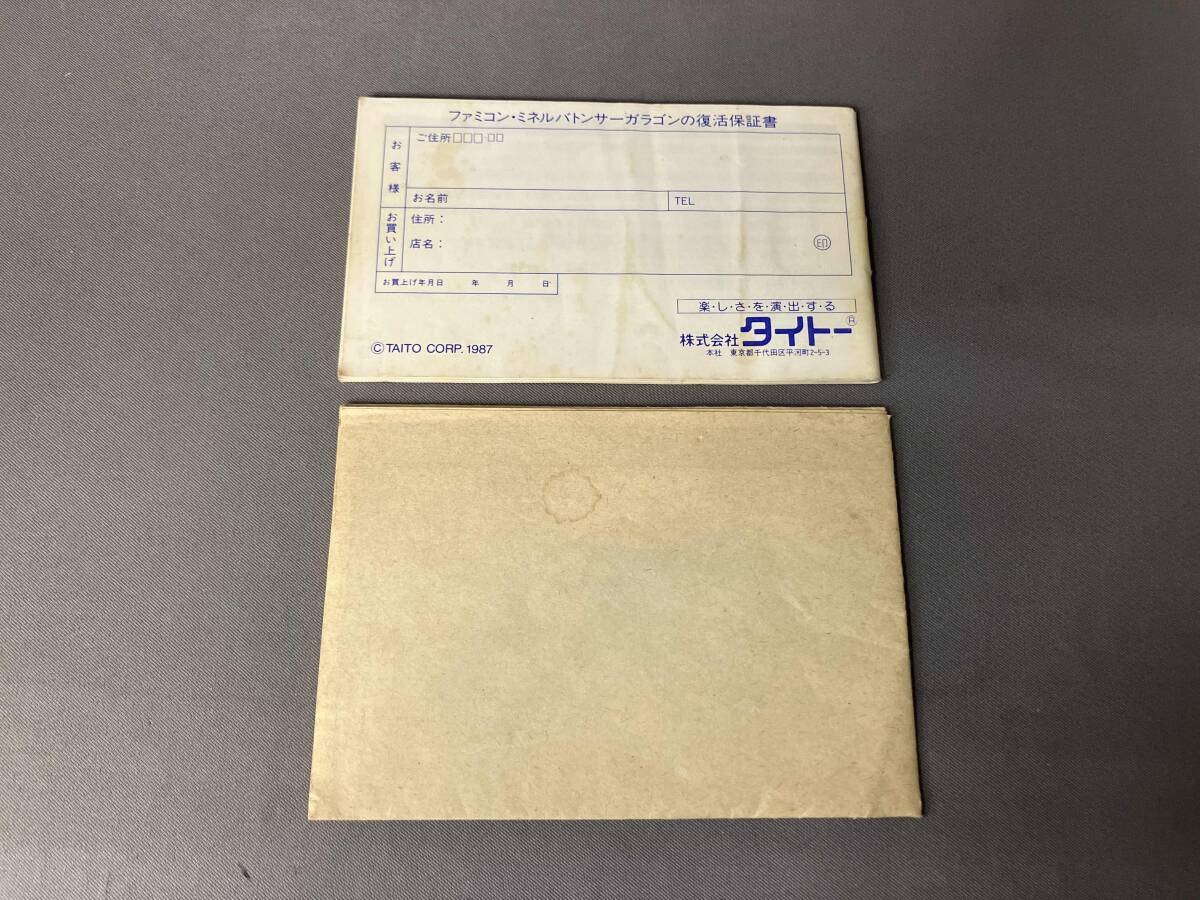 ファミコン・ミネルバトンサーガラゴンの復活保証書
お客様
ご住所□□□-□□
お名前
TEL
お買い上げ
住所：
店名：
印
お買上げ年月日 年 月 日
楽・し・さ・を・演・出・す・る
株式会社 タイトー®
本社 東京都千代田区平河町2-5-3
©TAITO CORP. 1987